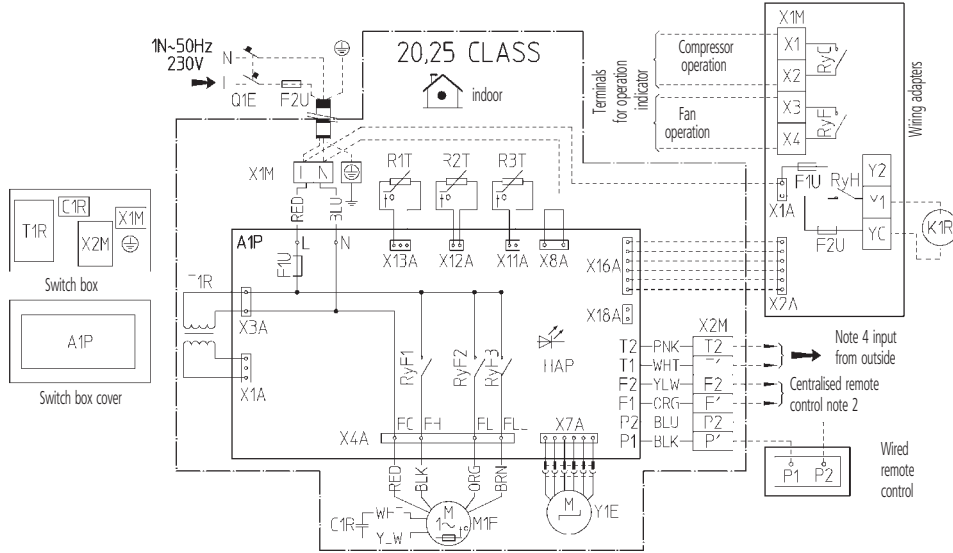 1N~50Hz
230V
N
Q1E
F2U
20,25 CLASS
indoor
Terminals
for operation
indicator
Compressor
operation
Fan
operation
X1M
X1
X2
X3
X4
RyC
RyF
Wiring adapters
F1U
X1A
RyH
F2U
Y2
Y1
YC
K1R
X2A
T1R
C1R
X2M
X1M
Switch box
A1P
Switch box cover
X1M
I N
RED
BLU
R1T
R2T
R3T
A1P
L
N
F1U
X13A
X12A
X11A
X8A
X16A
X18A
X3A
X1A
RyF1
RyF2
RyF3
HAP
X2M
T2 PNK T2
T1 WHT
F2 YLW F2
F1 ORG
P2 BLU P2
P1 BLK
Note 4 input
from outside
Centralised remote
control note 2
P1 P2
Wired
remote
control
X4A
FH
X7A
RED
BLK
ORG
BRN
C1R
M
1~
M1F
M
Y1E